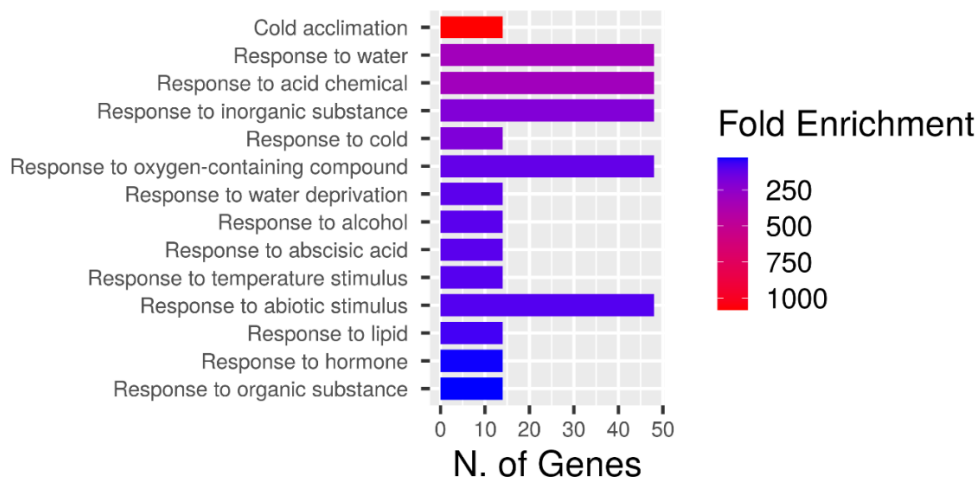 Cold acclimation
Response to water
Response to acid chemical
Response to inorganic substance
Response to cold
Response to oxygen-containing compound
Response to water deprivation
Response to alcohol
Response to abscisic acid
Response to temperature stimulus
Response to abiotic stimulus
Response to lipid
Response to hormone
Response to organic substance
0 10 20 30 40 50
N. of Genes
Fold Enrichment
250
500
750
1000